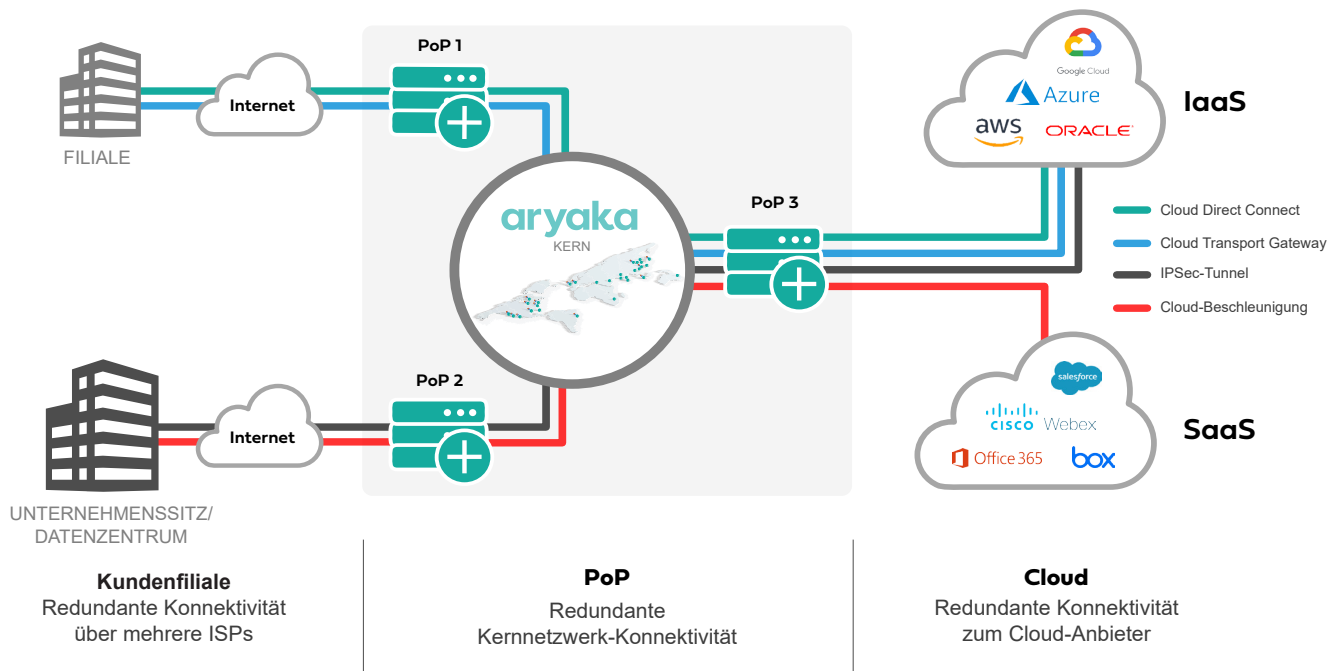 PoP 1
Internet
FILIALE
Google Cloud
Azure
aws
ORACLE
IaaS
aryaka
KERN
PoP 3
Cloud Direct Connect
Cloud Transport Gateway
IPSec-Tunnel
Cloud-Beschleunigung
PoP 2
Internet
UNTERNEHMENSSITZ/
DATENZENTRUM
salesforce
CISCO Webex
Office 365
box
SaaS
Kundenfiliale
Redundante Konnektivität
über mehrere ISPs
PoP
Redundante
Kernnetzwerk-Konnektivität
Cloud
Redundante Konnektivität
zum Cloud-Anbieter